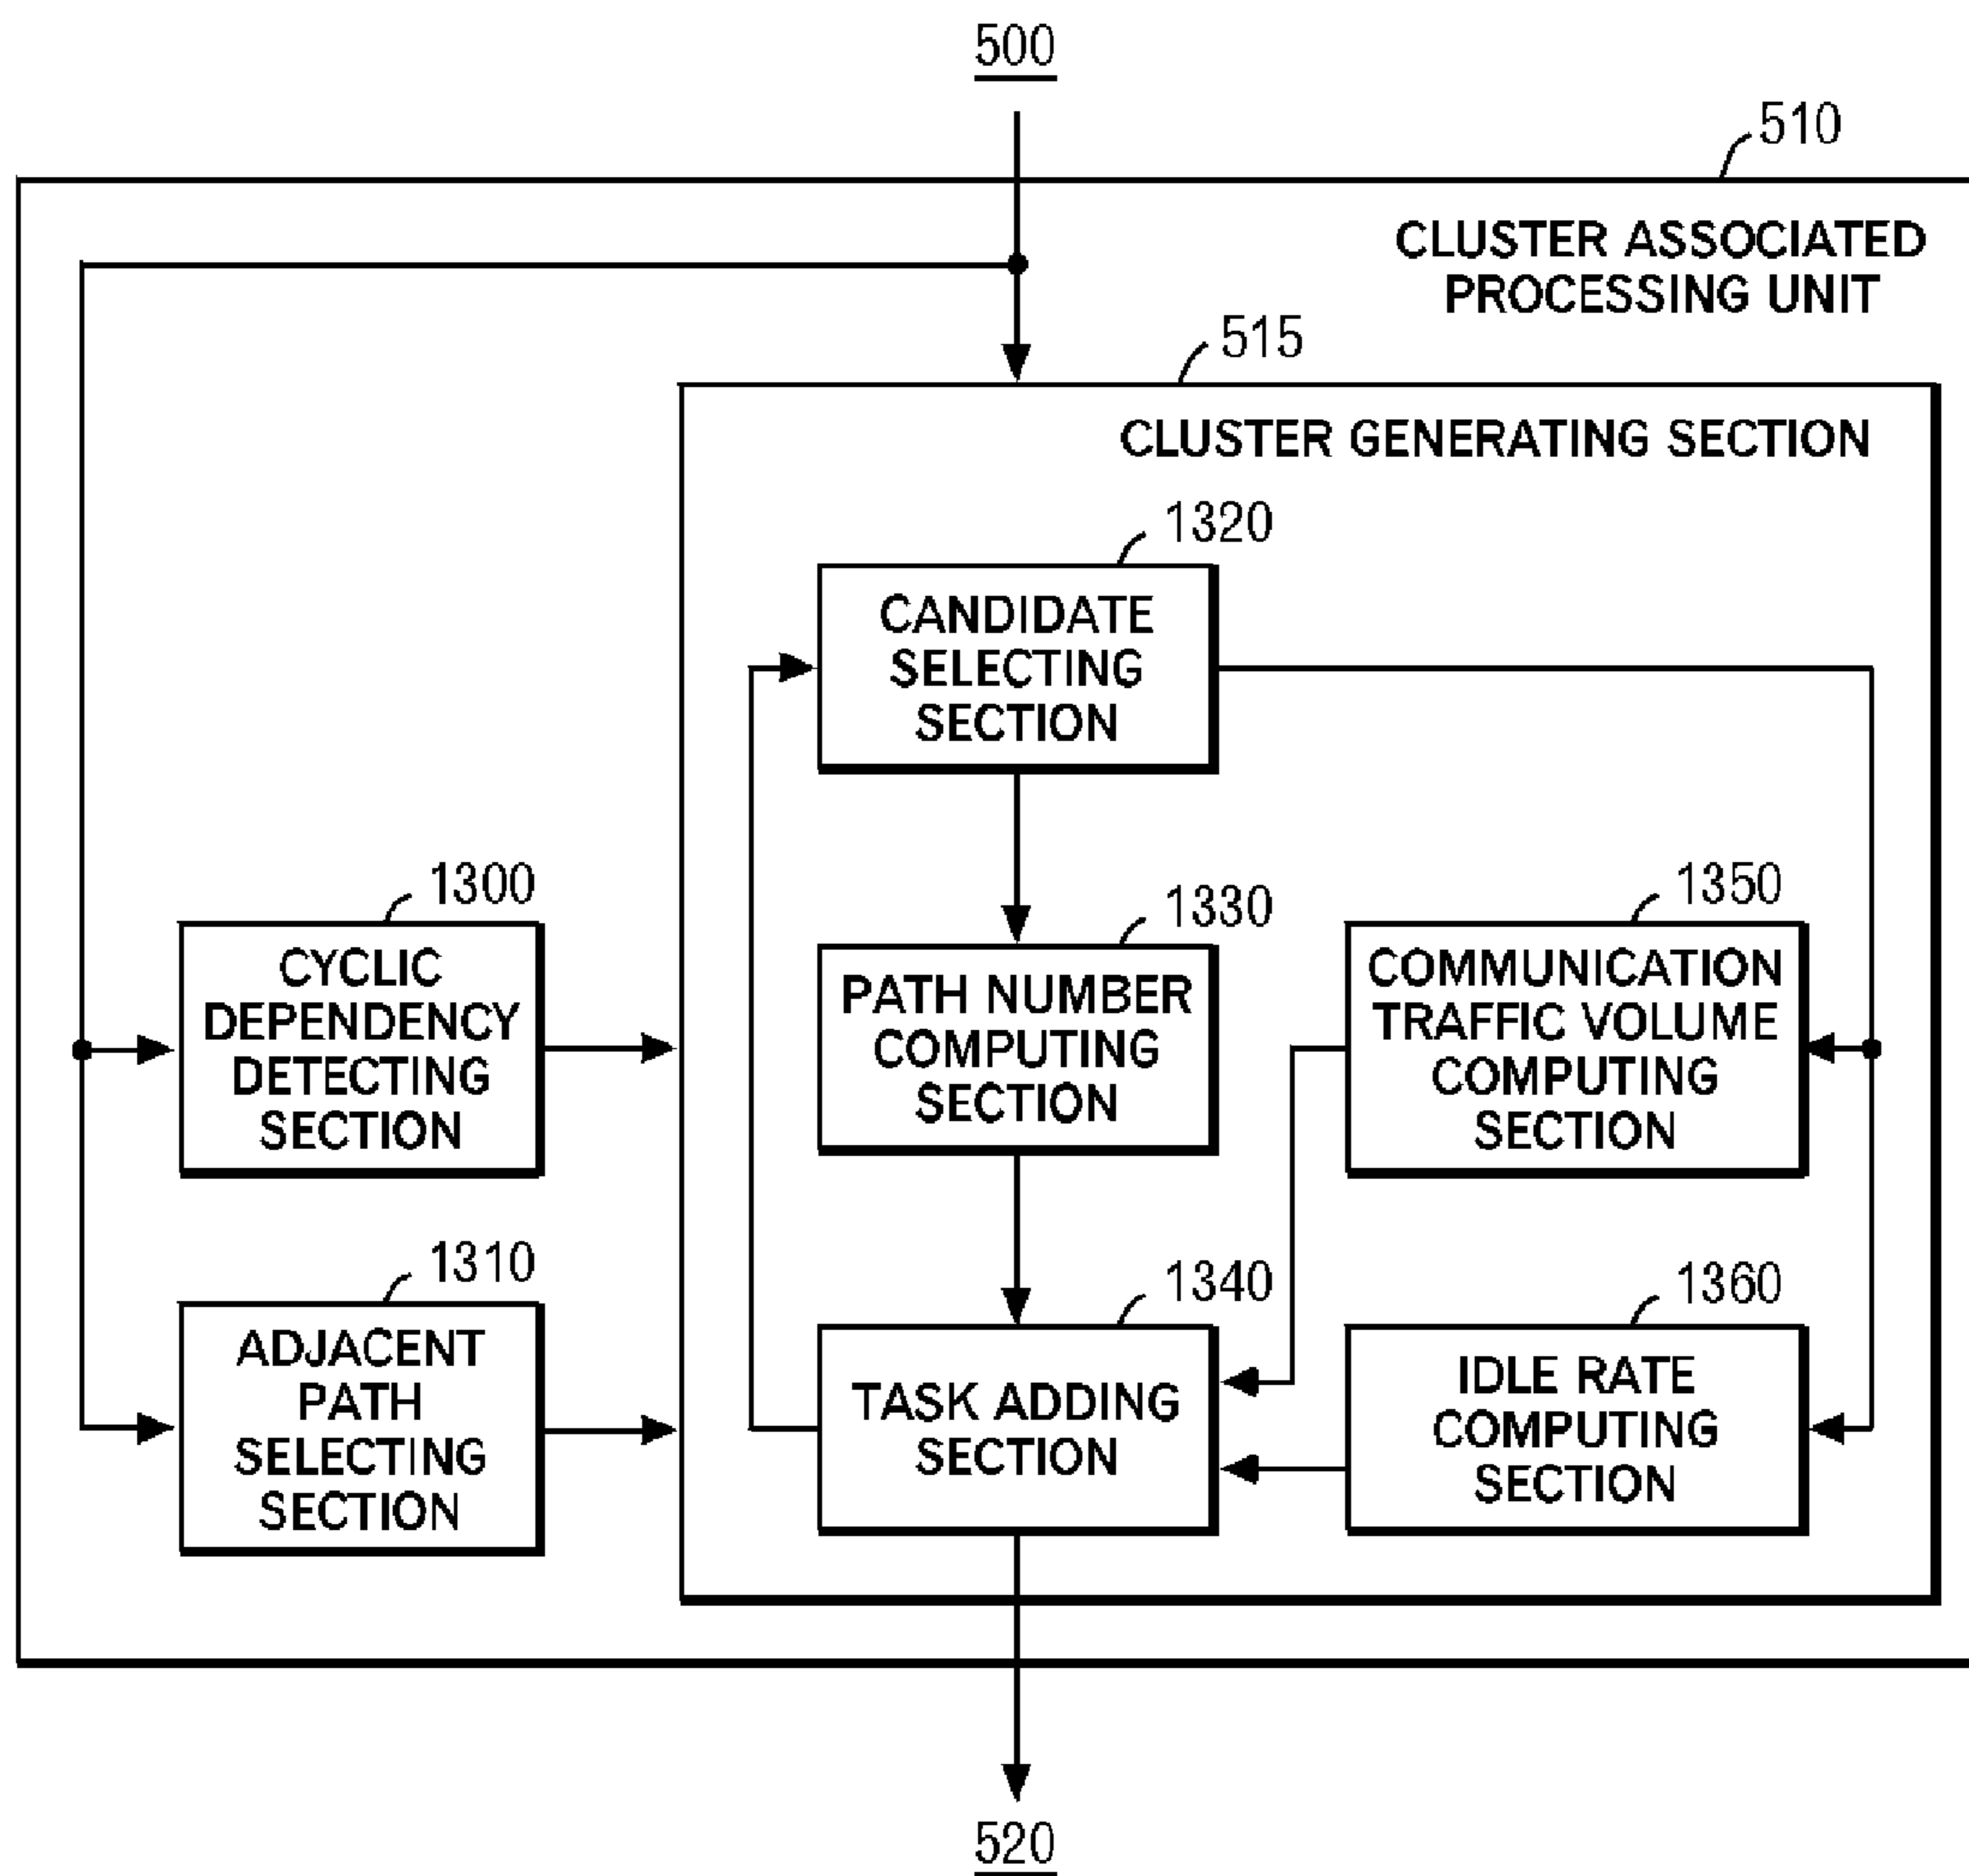 500
510
CLUSTER ASSOCIATED
PROCESSING UNIT
515
CLUSTER GENERATING SECTION
1320
CANDIDATE
SELECTING
SECTION
1300
CYCLIC
DEPENDENCY
DETECTING
SECTION
1330
PATH NUMBER
COMPUTING
SECTION
1350
COMMUNICATION
TRAFFIC VOLUME
COMPUTING
SECTION
1310
ADJACENT
PATH
SELECTING
SECTION
1340
TASK ADDING
SECTION
1360
IDLE RATE
COMPUTING
SECTION
520